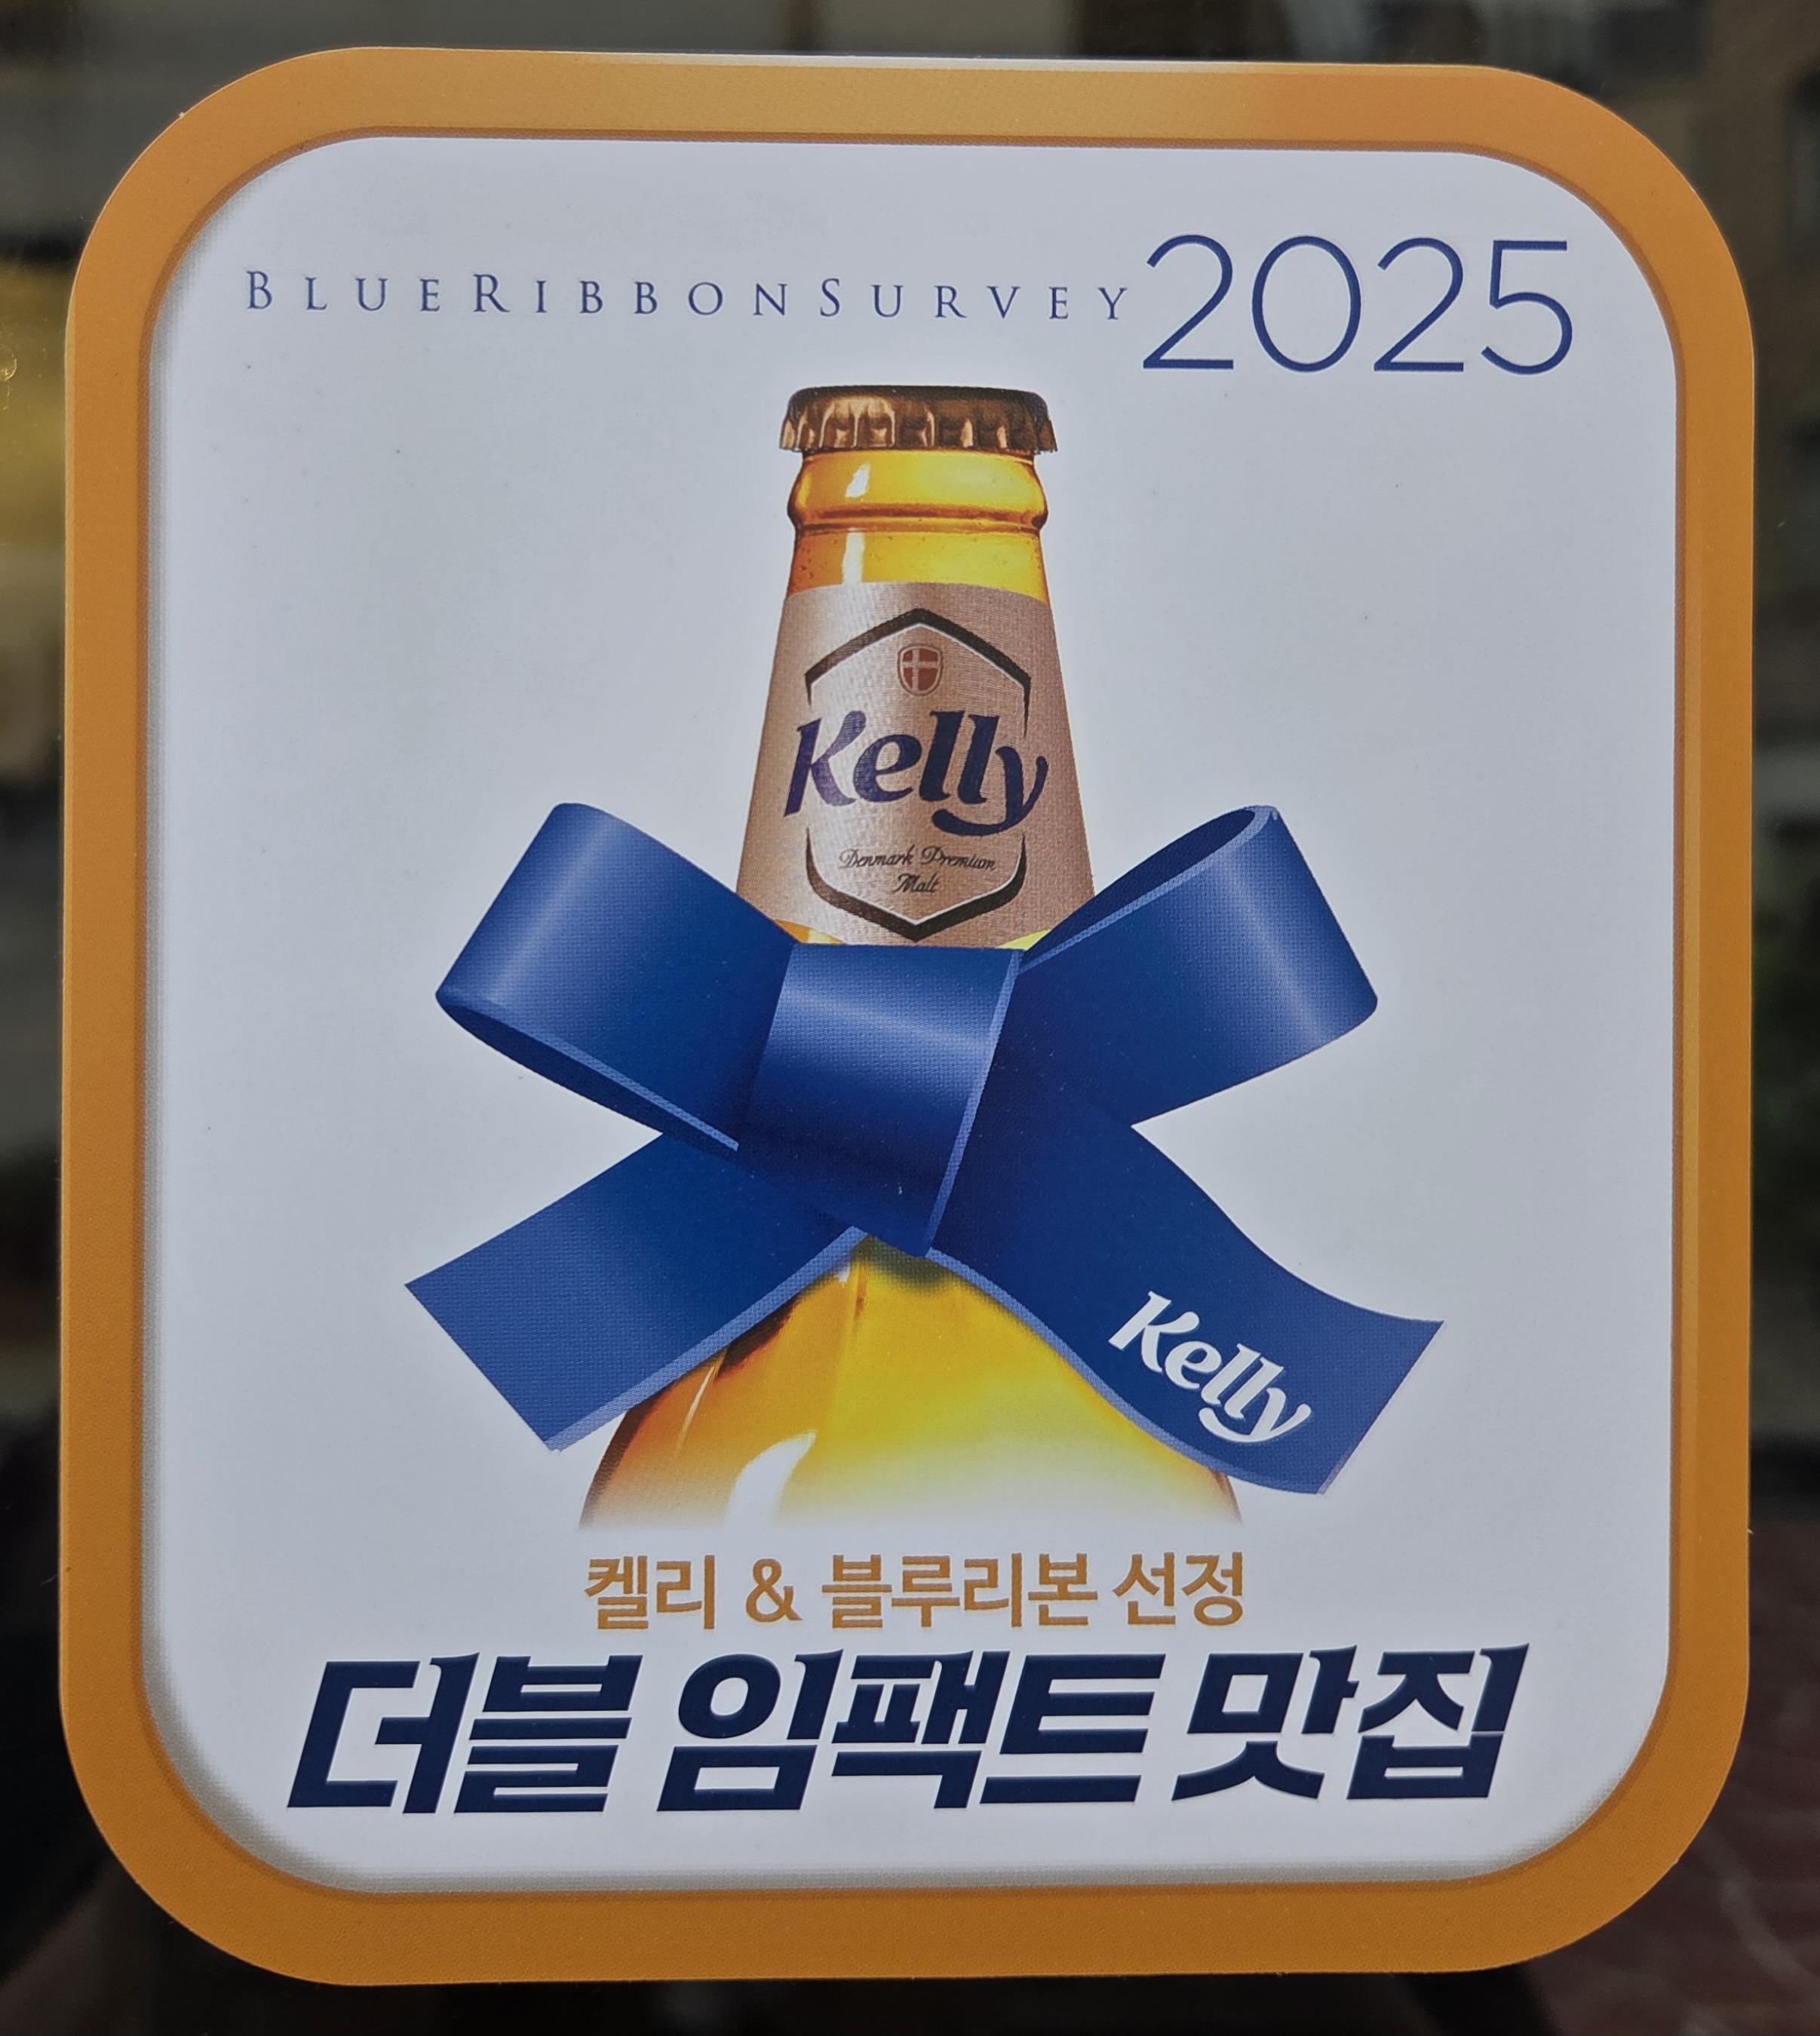 BLUERIBBONSURVEY 2025
Kelly
Denmark Premium
Malt
Kelly
켈리 & 블루리본 선정
더블 임팩트 맛집